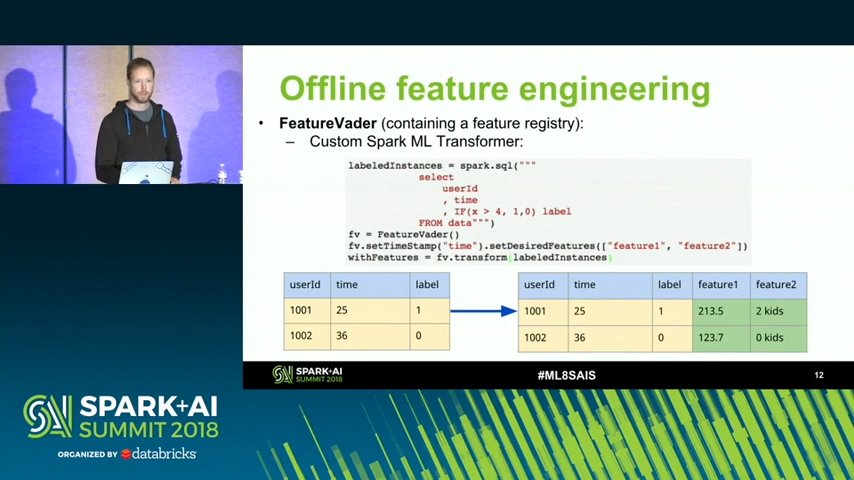 Offline feature engineering
• FeatureVader (containing a feature registry):
– Custom Spark ML Transformer:
labeledInstances = spark.sql("""
select
userId
, time
, IF(x > 4, 1,0) label
FROM data""")
fv = FeatureVader()
fv.setTimeStamp("time").setDesiredFeatures(["feature1", "feature2"])
withFeatures = fv.transform(labeledInstances)
userId time label
1001 25 1
1002 36 0
userId time label feature1 feature2
1001 25 1 213.5 2 kids
1002 36 0 123.7 0 kids
SPARK+AI
SUMMIT 2018
#ML8SAIS
12
SPARK+AI
SUMMIT 2018
ORGANIZED BY databricks